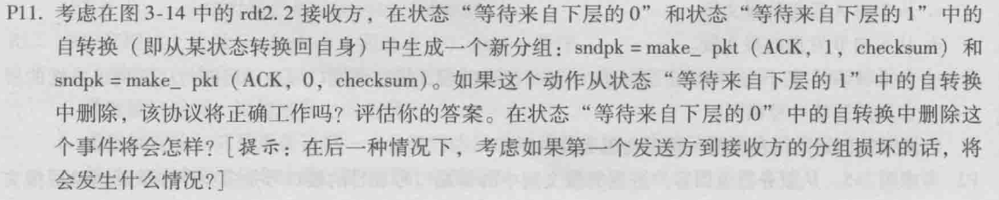 P11. 考虑在图3-14中的rdt2.2接收方，在状态“等待来自下层的0”和状态“等待来自下层的1”中的
自转换（即从某状态转换回自身）中生成一个新分组：sndpk = make_ pkt（ACK，1，checksum）和
sndpk = make_ pkt（ACK，0，checksum）。如果这个动作从状态“等待来自下层的1”中的自转换
中删除，该协议将正确工作吗？评估你的答案。在状态“等待来自下层的0”中的自转换中删除这
个事件将会怎样？[提示：在后一种情况下，考虑如果第一个发送方到接收方的分组损坏的话，将
会发生什么情况？]